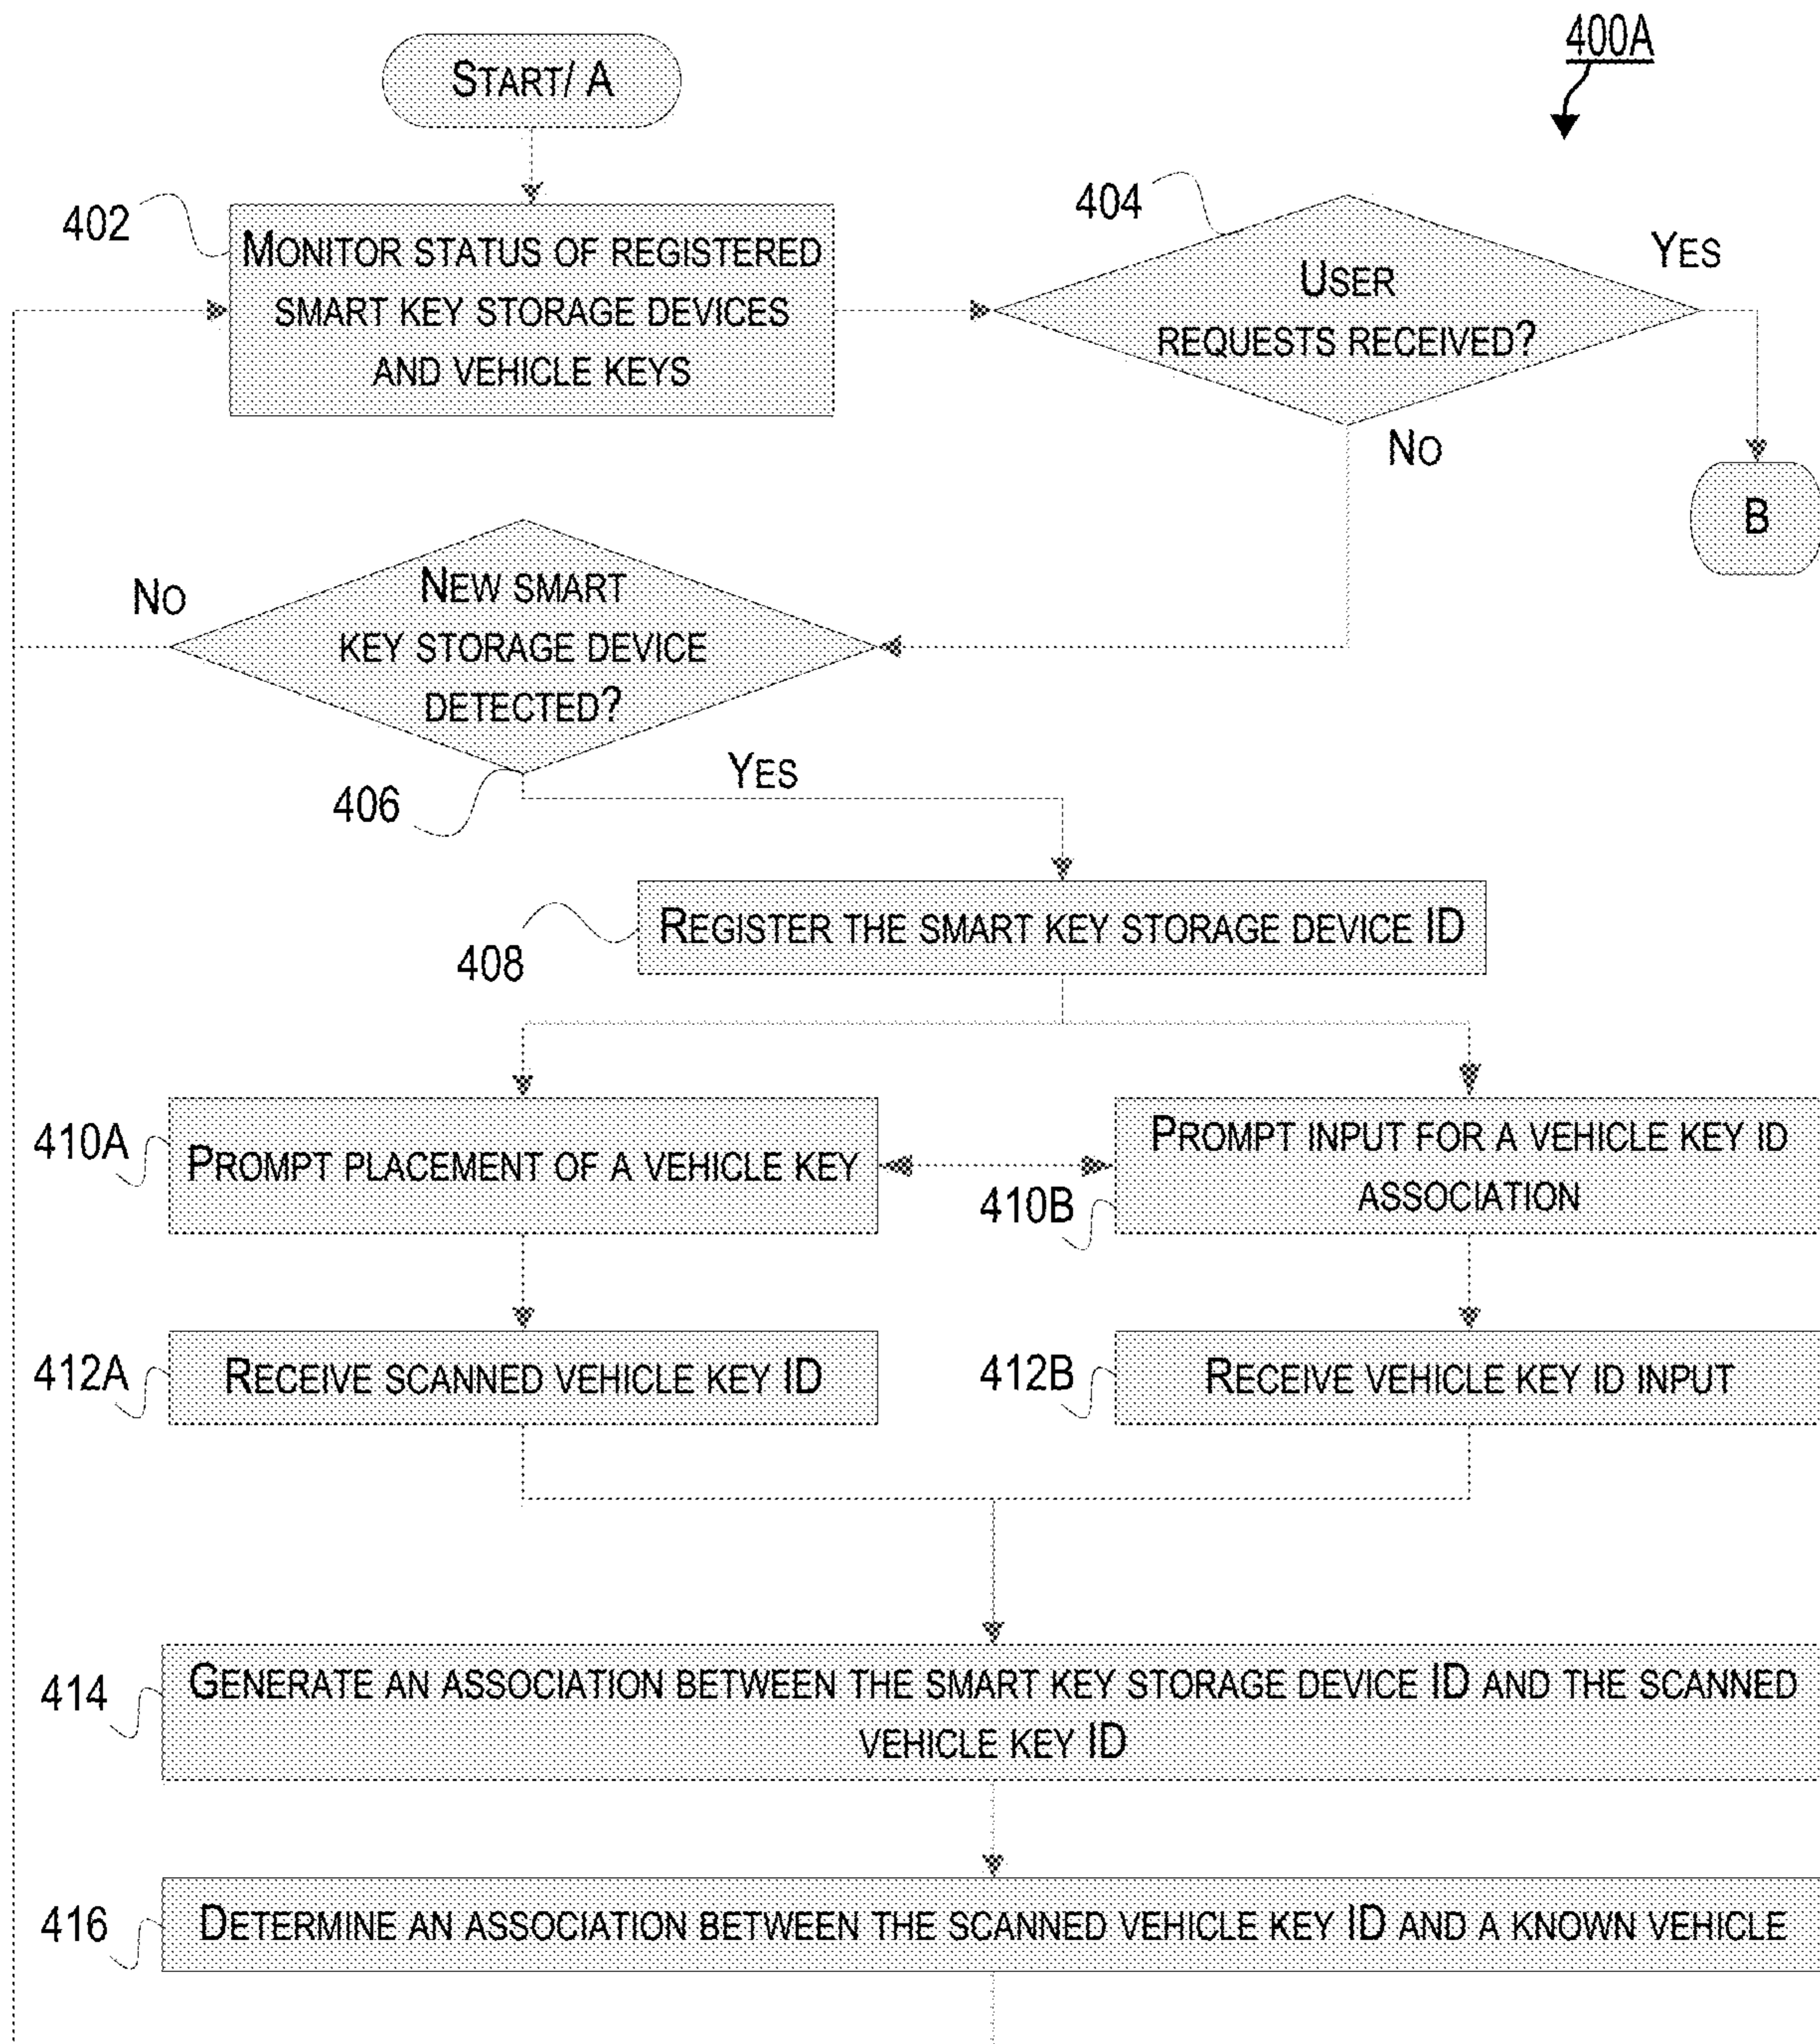 400A
START/ A
402
MONITOR STATUS OF REGISTERED
SMART KEY STORAGE DEVICES
AND VEHICLE KEYS
404
USER
REQUESTS RECEIVED?
YES
NO
B
NEW SMART
KEY STORAGE DEVICE
DETECTED?
NO
YES
406
REGISTER THE SMART KEY STORAGE DEVICE ID
408
410A
PROMPT PLACEMENT OF A VEHICLE KEY
PROMPT INPUT FOR A VEHICLE KEY ID
ASSOCIATION
410B
412A
RECEIVE SCANNED VEHICLE KEY ID
412B
RECEIVE VEHICLE KEY ID INPUT
414
GENERATE AN ASSOCIATION BETWEEN THE SMART KEY STORAGE DEVICE ID AND THE SCANNED
VEHICLE KEY ID
416
DETERMINE AN ASSOCIATION BETWEEN THE SCANNED VEHICLE KEY ID AND A KNOWN VEHICLE